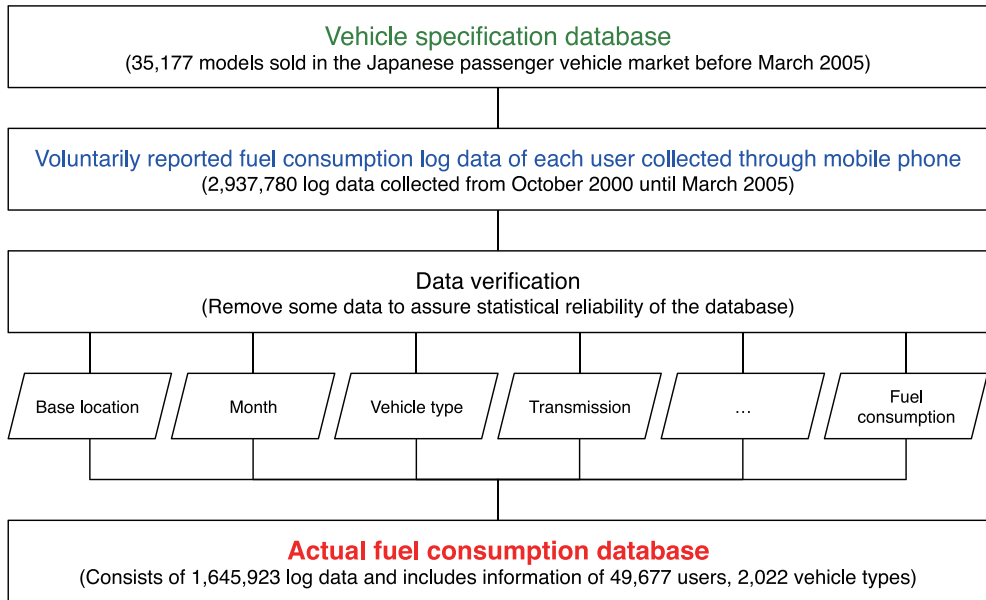 Vehicle specification database
(35,177 models sold in the Japanese passenger vehicle market before March 2005)
Voluntarily reported fuel consumption log data of each user collected through mobile phone
(2,937,780 log data collected from October 2000 until March 2005)
Data verification
(Remove some data to assure statistical reliability of the database)
Base location
Month
Vehicle type
Transmission
...
Fuel
consumption
Actual fuel consumption database
(Consists of 1,645,923 log data and includes information of 49,677 users, 2,022 vehicle types)